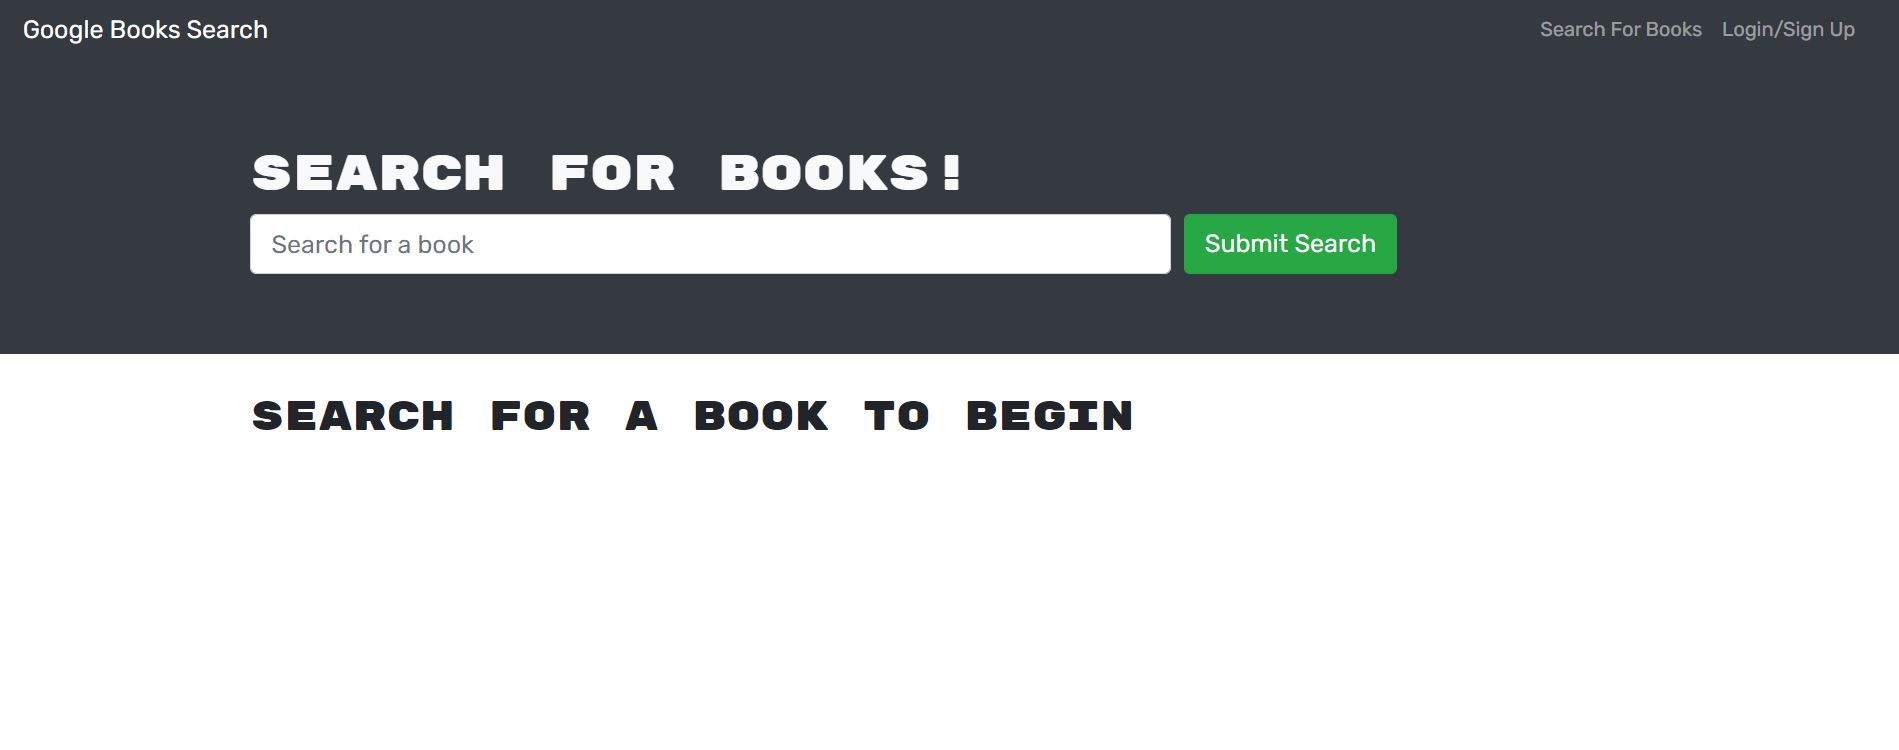 Google Books Search
Search For Books
Login/Sign Up
SEARCH FOR BOOKS!
Search for a book
Submit Search
SEARCH FOR A BOOK TO BEGIN